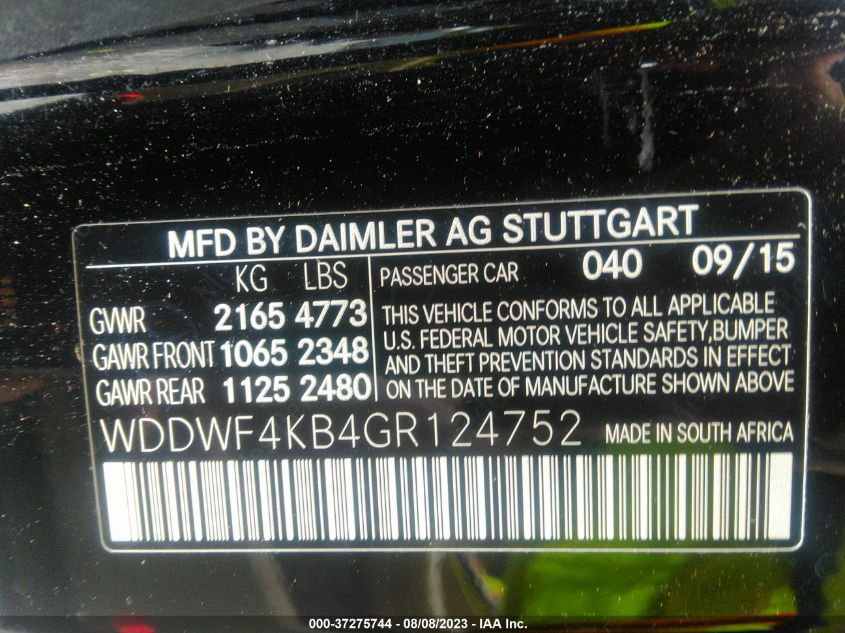 MFD BY DAIMLER AG STUTTGART
KG LBS
GVWR 2165 4773
GAWR FRONT 1065 2348
GAWR REAR 1125 2480
PASSENGER CAR 040 09/15
THIS VEHICLE CONFORMS TO ALL APPLICABLE
U.S. FEDERAL MOTOR VEHICLE SAFETY, BUMPER
AND THEFT PREVENTION STANDARDS IN EFFECT
ON THE DATE OF MANUFACTURE SHOWN ABOVE
WDDWF4KB4GR124752 MADE IN SOUTH AFRICA
000-37275744 - 08/08/2023 - IAA Inc.